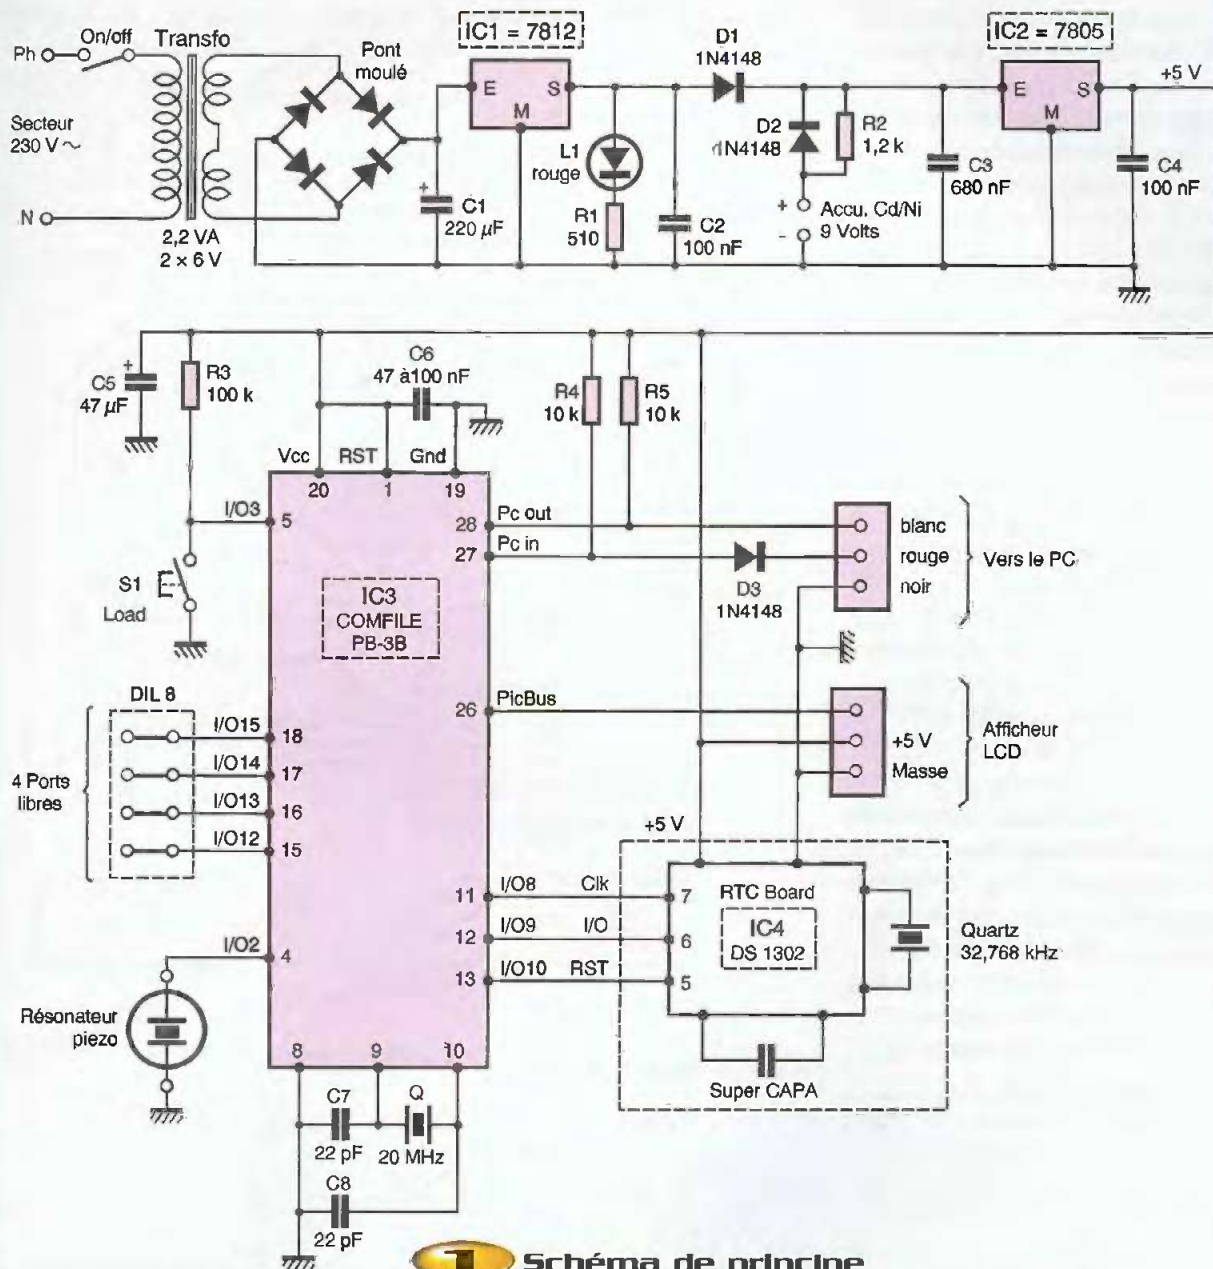 IC1 = 7812
IC2 = 7805
On/off
Transfo
Pont
moulé
D1
1N4148
+5 V
Ph
E
S
M
E
S
M
Secteur
230 V ~
L1
rouge
D2
1N4148
R2
1,2 k
C3
680 nF
C4
100 nF
+
C1
220 µF
R1
510
C2
100 nF
+
-
Accu. Cd/Ni
9 Volts
N
2,2 VA
2 × 6 V
+
C5
47 µF
R3
100 k
C6
47 à100 nF
R4
10 k
R5
10 k
Vcc
RST
Gnd
20
1
19
I/O3
5
28
Pc out
27
Pc in
blanc
rouge
noir
Vers le PC
S1
Load
IC3
COMFILE
PB-3B
D3
1N4148
DIL 8
26
PicBus
+5 V
Masse
Afficheur
LCD
4 Ports
libres
I/O15
18
I/O14
17
I/O13
16
I/O12
15
+5 V
11
I/O8
Clk
7
RTC Board
12
I/O9
I/O
6
IC4
DS 1302
13
I/O10
RST
5
Quartz
32,768 kHz
I/O2
4
Résonateur
piezo
Super CAPA
8
9
10
C7
22 pF
Q
20 MHz
C8
22 pF
1 Schéma de principe